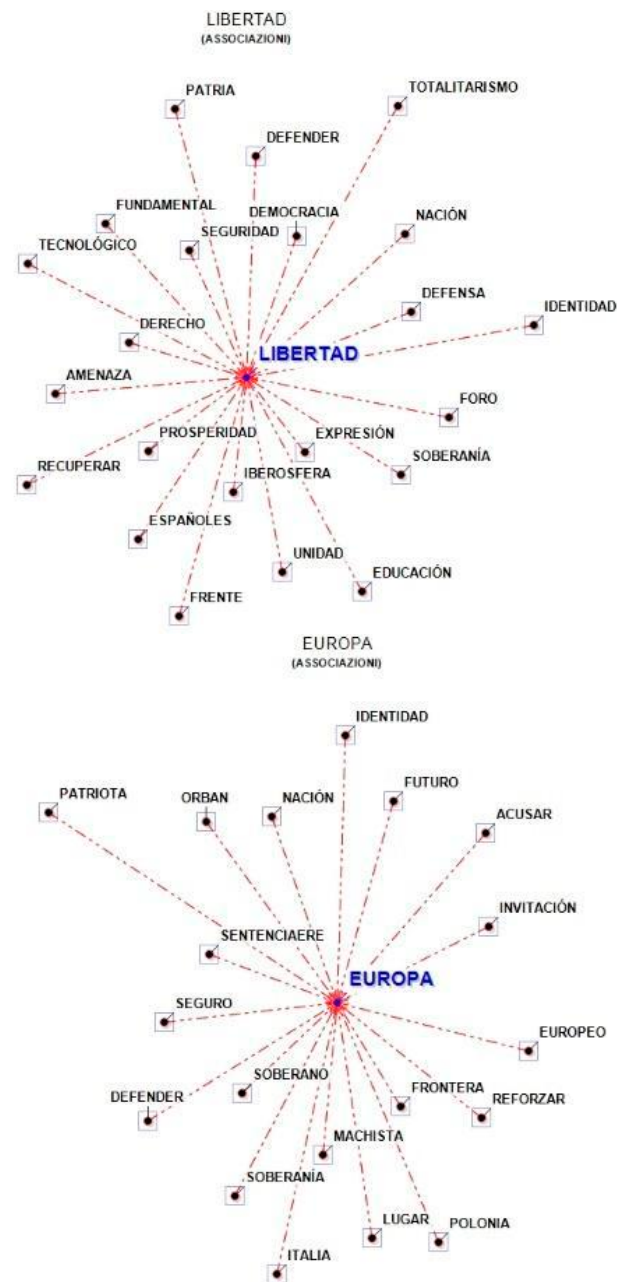 LIBERTAD
(ASSOCIAZIONI)
PATRIA
TOTALITARISMO
DEFENDER
FUNDAMENTAL
DEMOCRACIA
NACIÓN
SEGURIDAD
TECNOLÓGICO
DEFENSA
IDENTIDAD
DERECHO
LIBERTAD
AMENAZA
FORO
PROSPERIDAD
EXPRESIÓN
RECUPERAR
IBEROSFERA
SOBERANÍA
ESPAÑOLES
UNIDAD
EDUCACIÓN
FRENTE
EUROPA
(ASSOCIAZIONI)
IDENTIDAD
PATRIOTA
ORBAN
NACIÓN
FUTURO
ACUSAR
INVITACIÓN
SENTENCIAERE
EUROPA
SEGURO
EUROPEO
SOBERANO
FRONTERA
DEFENDER
REFORZAR
MACHISTA
SOBERANÍA
LUGAR
POLONIA
ITALIA